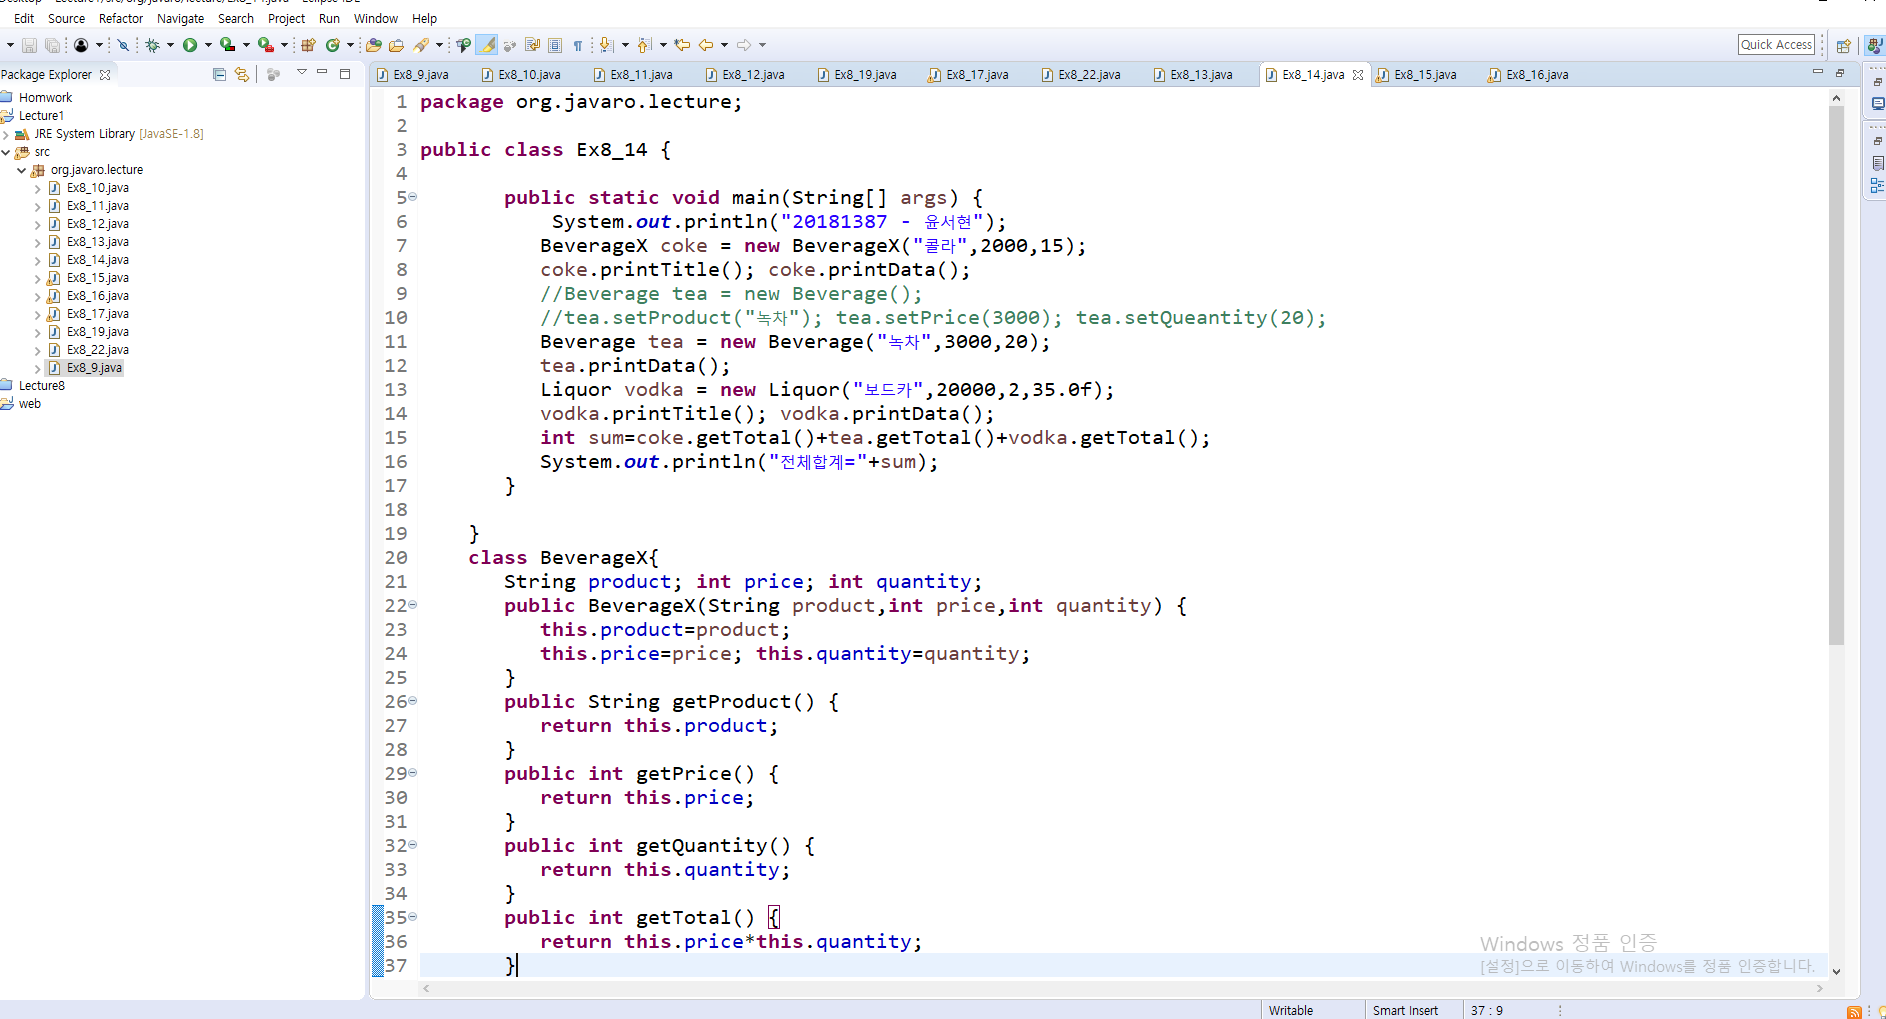 Edit Source Refactor Navigate Search Project Run Window Help
Quick Access
Package Explorer
Ex8_9.java Ex8_10.java Ex8_11.java Ex8_12.java Ex8_19.java Ex8_17.java Ex8_22.java Ex8_13.java Ex8_14.java Ex8_15.java Ex8_16.java
Homwork
Lecture1
JRE System Library [JavaSE-1.8]
src
org.javaro.lecture
Ex8_10.java
Ex8_11.java
Ex8_12.java
Ex8_13.java
Ex8_14.java
Ex8_15.java
Ex8_16.java
Ex8_17.java
Ex8_19.java
Ex8_22.java
Ex8_9.java
Lecture8
web
1 package org.javaro.lecture;
2
3 public class Ex8_14 {
4
5 public static void main(String[] args) {
6 System.out.println("20181387 - 윤서현");
7 BeverageX coke = new BeverageX("콜라",2000,15);
8 coke.printTitle(); coke.printData();
9 //Beverage tea = new Beverage();
10 //tea.setProduct("녹차"); tea.setPrice(3000); tea.setQueantity(20);
11 Beverage tea = new Beverage("녹차",3000,20);
12 tea.printData();
13 Liquor vodka = new Liquor("보드카",20000,2,35.0f);
14 vodka.printTitle(); vodka.printData();
15 int sum=coke.getTotal()+tea.getTotal()+vodka.getTotal();
16 System.out.println("전체합계="+sum);
17 }
18
19 }
20 class BeverageX{
21 String product; int price; int quantity;
22 public BeverageX(String product,int price,int quantity) {
23 this.product=product;
24 this.price=price; this.quantity=quantity;
25 }
26 public String getProduct() {
27 return this.product;
28 }
29 public int getPrice() {
30 return this.price;
31 }
32 public int getQuantity() {
33 return this.quantity;
34 }
35 public int getTotal() {
36 return this.price*this.quantity;
37 }
Windows 정품 인증
[설정]으로 이동하여 Windows를 정품 인증합니다.
Writable Smart Insert 37 : 9